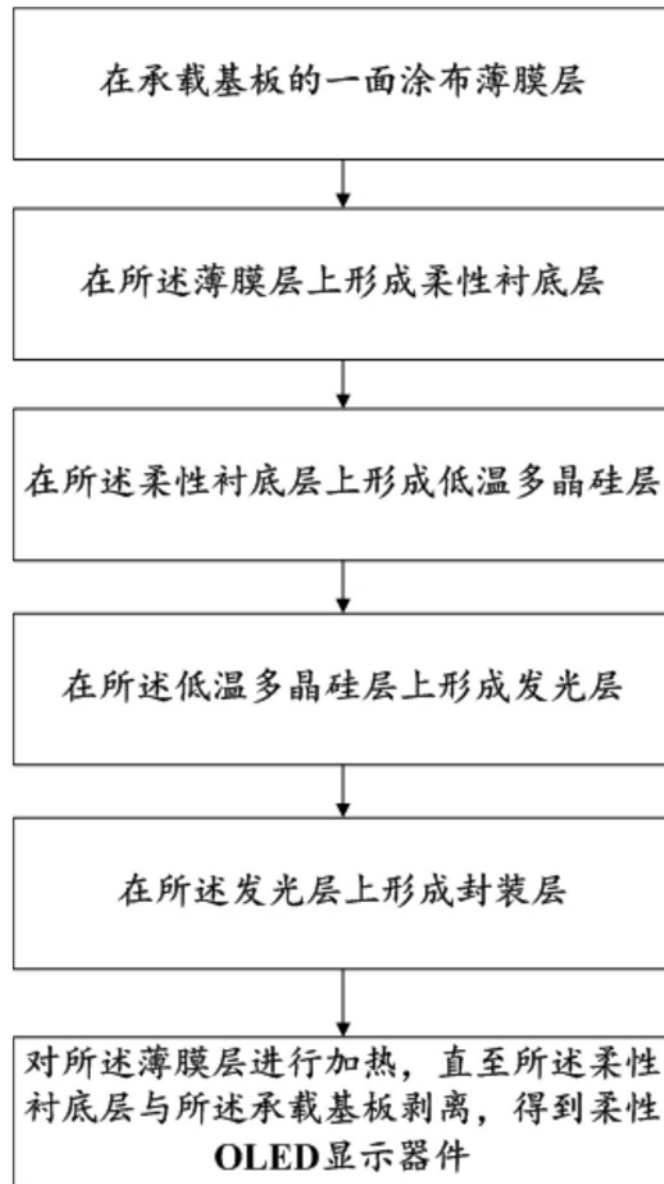 在承载基板的一面涂布薄膜层
在所述薄膜层上形成柔性衬底层
在所述柔性衬底层上形成低温多晶硅层
在所述低温多晶硅层上形成发光层
在所述发光层上形成封装层
对所述薄膜层进行加热，直至所述柔性
衬底层与所述承载基板剥离，得到柔性
OLED显示器件